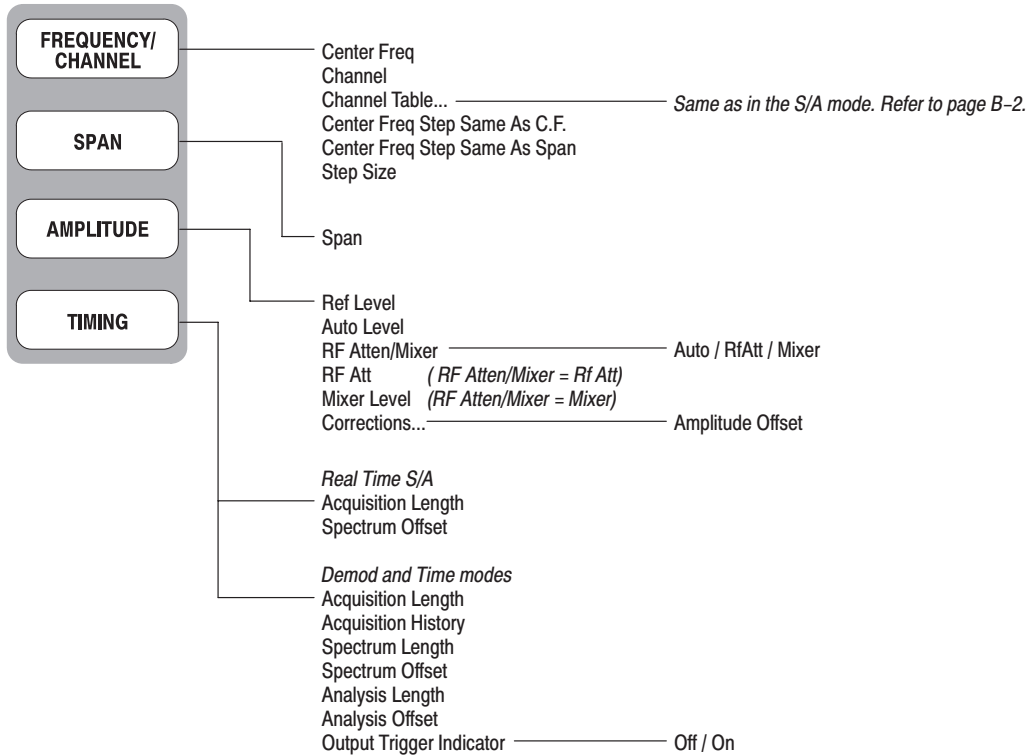 FREQUENCY/
CHANNEL
SPAN
AMPLITUDE
TIMING
Center Freq
Channel
Channel Table... Same as in the S/A mode. Refer to page B–2.
Center Freq Step Same As C.F.
Center Freq Step Same As Span
Step Size
Span
Ref Level
Auto Level
RF Atten/Mixer Auto / RfAtt / Mixer
RF Att ( RF Atten/Mixer = Rf Att)
Mixer Level (RF Atten/Mixer = Mixer)
Corrections... Amplitude Offset
Real Time S/A
Acquisition Length
Spectrum Offset
Demod and Time modes
Acquisition Length
Acquisition History
Spectrum Length
Spectrum Offset
Analysis Length
Analysis Offset
Output Trigger Indicator Off / On